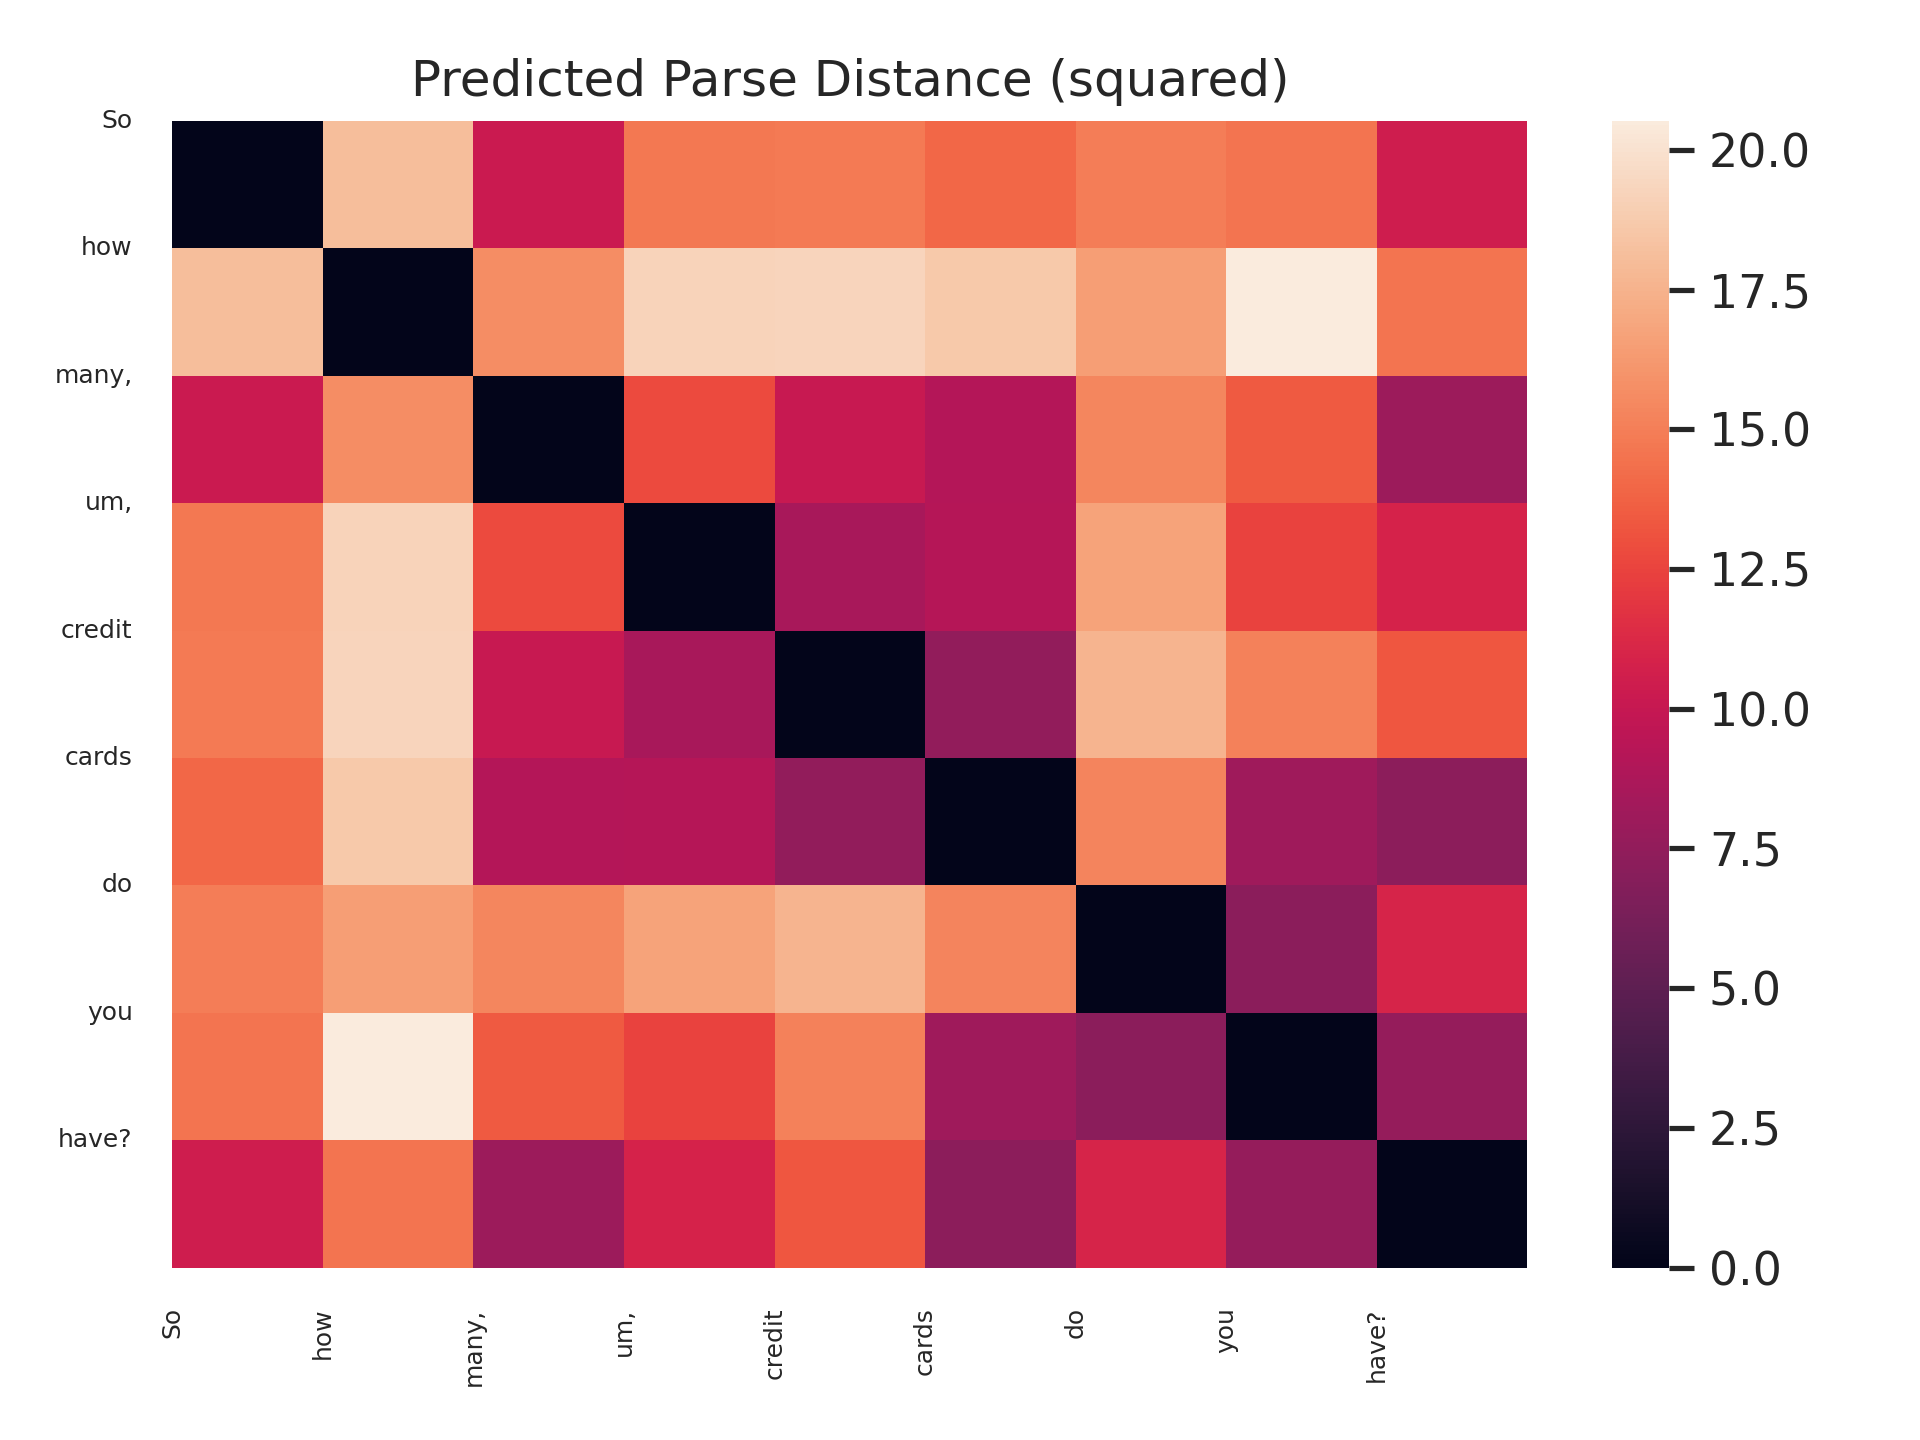 Predicted Parse Distance (squared)
So
how
many,
um,
credit
cards
do
you
have?
So
how
many,
um,
credit
cards
do
you
have?
20.0
17.5
15.0
12.5
10.0
7.5
5.0
2.5
0.0